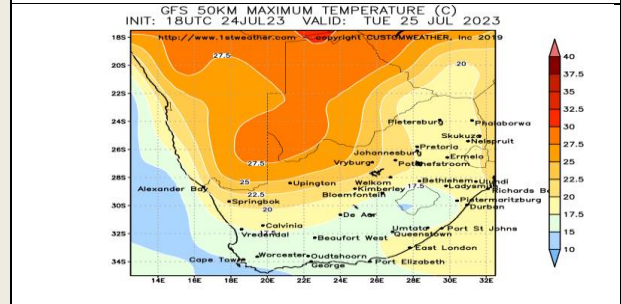 GFS 50KM MAXIMUM TEMPERATURE (C)
INIT: 18UTC 24JUL23 VALID: TUE 25 JUL 2023
http://www.1stweather.com copyright CUSTOMWEATHER, Inc 2019
18S
27.5
20
20S
22S
24S
Pietersburg
Phalaborwa
Skukuza
Nelspruit
26S
Pretoria
Johannesburg
Ermelo
27.5
Vryburg
Potchefstroom
28S
25
Upington
Welkom
17.5
Bethlehem
Ulundi
Alexander Bay
22.5
Kimberley
Ladysmith
Richards Ba
Bloemfontein
Springbok
Pietermaritzburg
30S
20
De Aar
Durban
Calvinia
Vredendal
Umtata
Port St Johns
32S
Beaufort West
Queenstown
East London
Worcester
Oudtshoorn
34S
Cape Town
George
Port Elizabeth
14E 16E 18E 20E 22E 24E 26E 28E 30E 32E
40
37.5
35
32.5
30
27.5
25
22.5
20
17.5
15
10